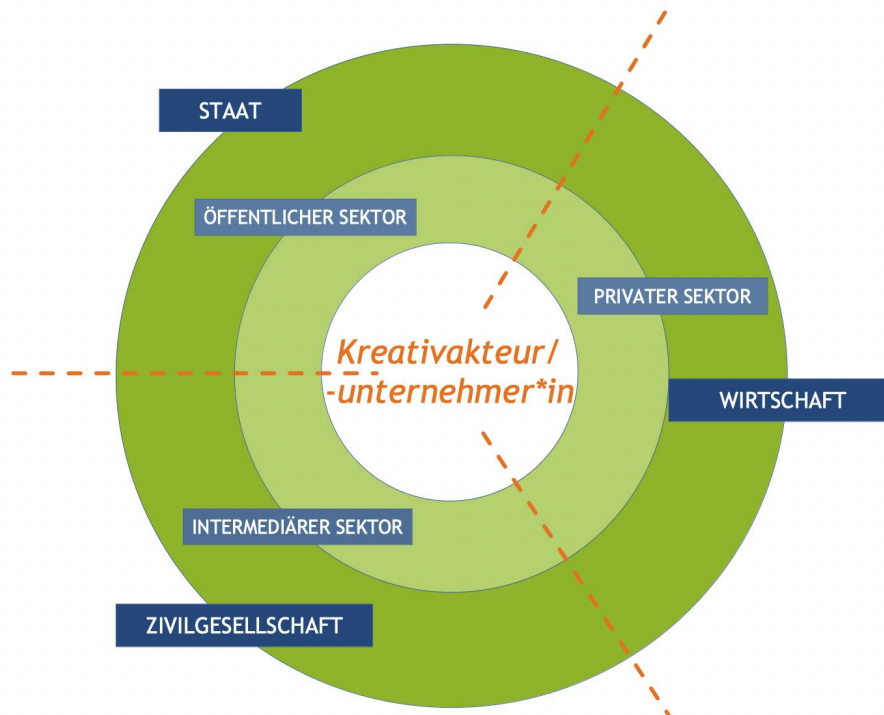 STAAT
ÖFFENTLICHER SEKTOR
PRIVATER SEKTOR
Kreativakteur/
-unternehmer*in
WIRTSCHAFT
INTERMEDIÄRER SEKTOR
ZIVILGESELLSCHAFT